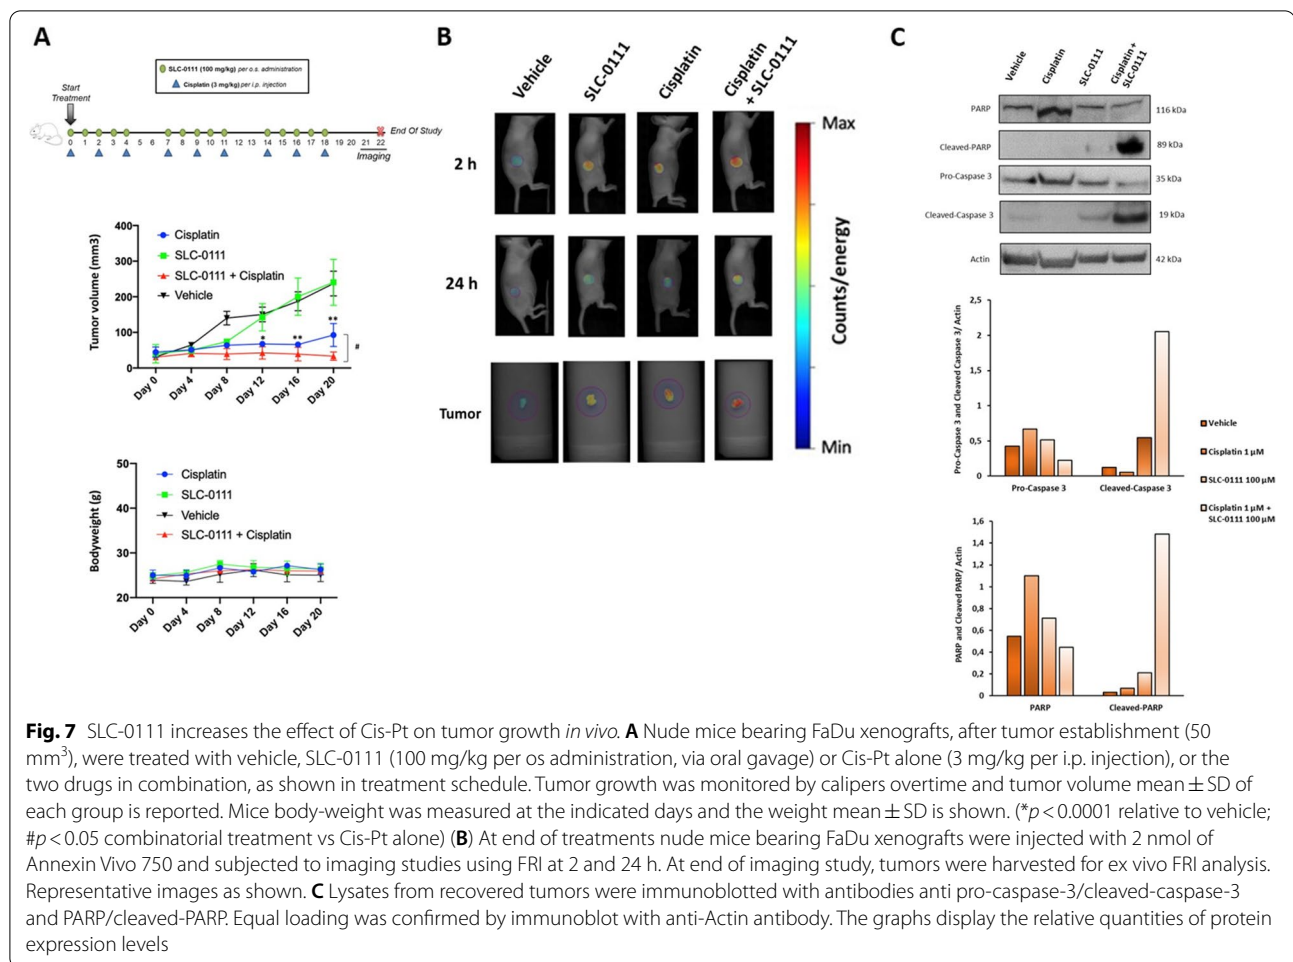 A
SLC-0111 (100 mg/kg) per o.s. administration
Cisplatin (3 mg/kg) per i.p. injection
Start
Treatment
End Of Study
0 1 2 3 4 5 6 7 8 9 10 11 12 13 14 15 16 17 18 19 20 21 22
Imaging
Tumor volume (mm3)
400
300
200
100
0
Cisplatin
SLC-0111
SLC-0111 + Cisplatin
Vehicle
* ** **
#
Day 0 Day 4 Day 8 Day 12 Day 16 Day 20
Bodyweight (g)
50
40
30
20
Cisplatin
SLC-0111
Vehicle
SLC-0111 + Cisplatin
Day 0 Day 4 Day 8 Day 12 Day 16 Day 20
B
Vehicle SLC-0111 Cisplatin Cisplatin
+ SLC-0111
2 h
24 h
Tumor
Max
Counts/energy
Min
C
Vehicle Cisplatin SLC-0111 Cisplatin+
SLC-0111
PARP 116 kDa
Cleaved-PARP 89 kDa
Pro-Caspase 3 35 kDa
Cleaved-Caspase 3 19 kDa
Actin 42 kDa
Pro-Caspase 3 and Cleaved Caspase 3/ Actin
2,5
2
1,5
1
0,5
0
Pro-Caspase 3 Cleaved-Caspase 3
Vehicle
Cisplatin 1 µM
SLC-0111 100 µM
Cisplatin 1 µM +
SLC-0111 100 µM
PARP and Cleaved PARP/ Actin
1,6
1,4
1,2
1
0,8
0,6
0,4
0,2
0
PARP Cleaved-PARP
Fig. 7 SLC-0111 increases the effect of Cis-Pt on tumor growth in vivo. A Nude mice bearing FaDu xenografts, after tumor establishment (50
mm³), were treated with vehicle, SLC-0111 (100 mg/kg per os administration, via oral gavage) or Cis-Pt alone (3 mg/kg per i.p. injection), or the
two drugs in combination, as shown in treatment schedule. Tumor growth was monitored by calipers overtime and tumor volume mean ± SD of
each group is reported. Mice body-weight was measured at the indicated days and the weight mean ± SD is shown. (*p < 0.0001 relative to vehicle;
#p < 0.05 combinatorial treatment vs Cis-Pt alone) (B) At end of treatments nude mice bearing FaDu xenografts were injected with 2 nmol of
Annexin Vivo 750 and subjected to imaging studies using FRI at 2 and 24 h. At end of imaging study, tumors were harvested for ex vivo FRI analysis.
Representative images as shown. C Lysates from recovered tumors were immunoblotted with antibodies anti pro-caspase-3/cleaved-caspase-3
and PARP/cleaved-PARP. Equal loading was confirmed by immunoblot with anti-Actin antibody. The graphs display the relative quantities of protein
expression levels